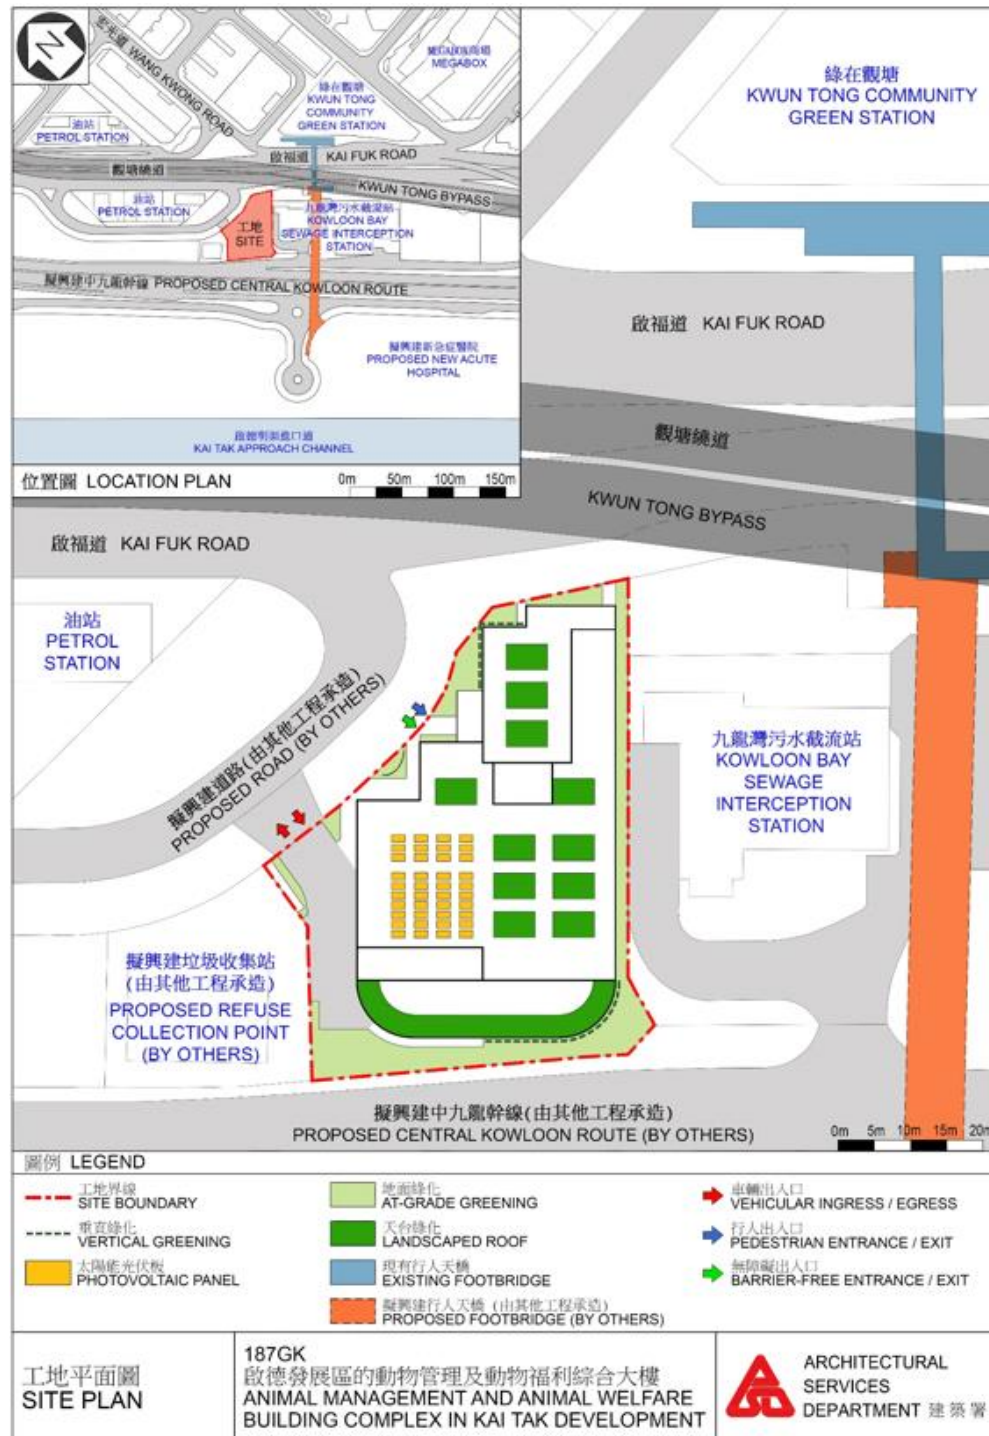 N
宏光道 WANG KWONG ROAD
MEGABOX商場
MEGABOX
綠在觀塘
KWUN TONG
COMMUNITY
GREEN STATION
油站
PETROL STATION
啟福道 KAI FUK ROAD
觀塘繞道
KWUN TONG BYPASS
油站
PETROL STATION
工地
SITE
九龍灣污水截流站
KOWLOON BAY
SEWAGE INTERCEPTION
STATION
擬興建中九龍幹線 PROPOSED CENTRAL KOWLOON ROUTE
擬興建新急症醫院
PROPOSED NEW ACUTE
HOSPITAL
啟德明渠進口道
KAI TAK APPROACH CHANNEL
位置圖 LOCATION PLAN
0m 50m 100m 150m
綠在觀塘
KWUN TONG COMMUNITY
GREEN STATION
啟福道 KAI FUK ROAD
觀塘繞道
KWUN TONG BYPASS
啟福道 KAI FUK ROAD
油站
PETROL
STATION
擬興建道路(由其他工程承造)
PROPOSED ROAD (BY OTHERS)
九龍灣污水截流站
KOWLOON BAY
SEWAGE
INTERCEPTION
STATION
擬興建垃圾收集站
(由其他工程承造)
PROPOSED REFUSE
COLLECTION POINT
(BY OTHERS)
擬興建中九龍幹線(由其他工程承造)
PROPOSED CENTRAL KOWLOON ROUTE (BY OTHERS)
0m 5m 10m 15m 20m
圖例 LEGEND
工地界線
SITE BOUNDARY
垂直綠化
VERTICAL GREENING
太陽能光伏板
PHOTOVOLTAIC PANEL
地面綠化
AT-GRADE GREENING
天台綠化
LANDSCAPED ROOF
現有行人天橋
EXISTING FOOTBRIDGE
擬興建行人天橋 (由其他工程承造)
PROPOSED FOOTBRIDGE (BY OTHERS)
車輛出入口
VEHICULAR INGRESS / EGRESS
行人出入口
PEDESTRIAN ENTRANCE / EXIT
無障礙出入口
BARRIER-FREE ENTRANCE / EXIT
工地平面圖
SITE PLAN
187GK
啟德發展區的動物管理及動物福利綜合大樓
ANIMAL MANAGEMENT AND ANIMAL WELFARE
BUILDING COMPLEX IN KAI TAK DEVELOPMENT
ARCHITECTURAL
SERVICES
DEPARTMENT 建築署